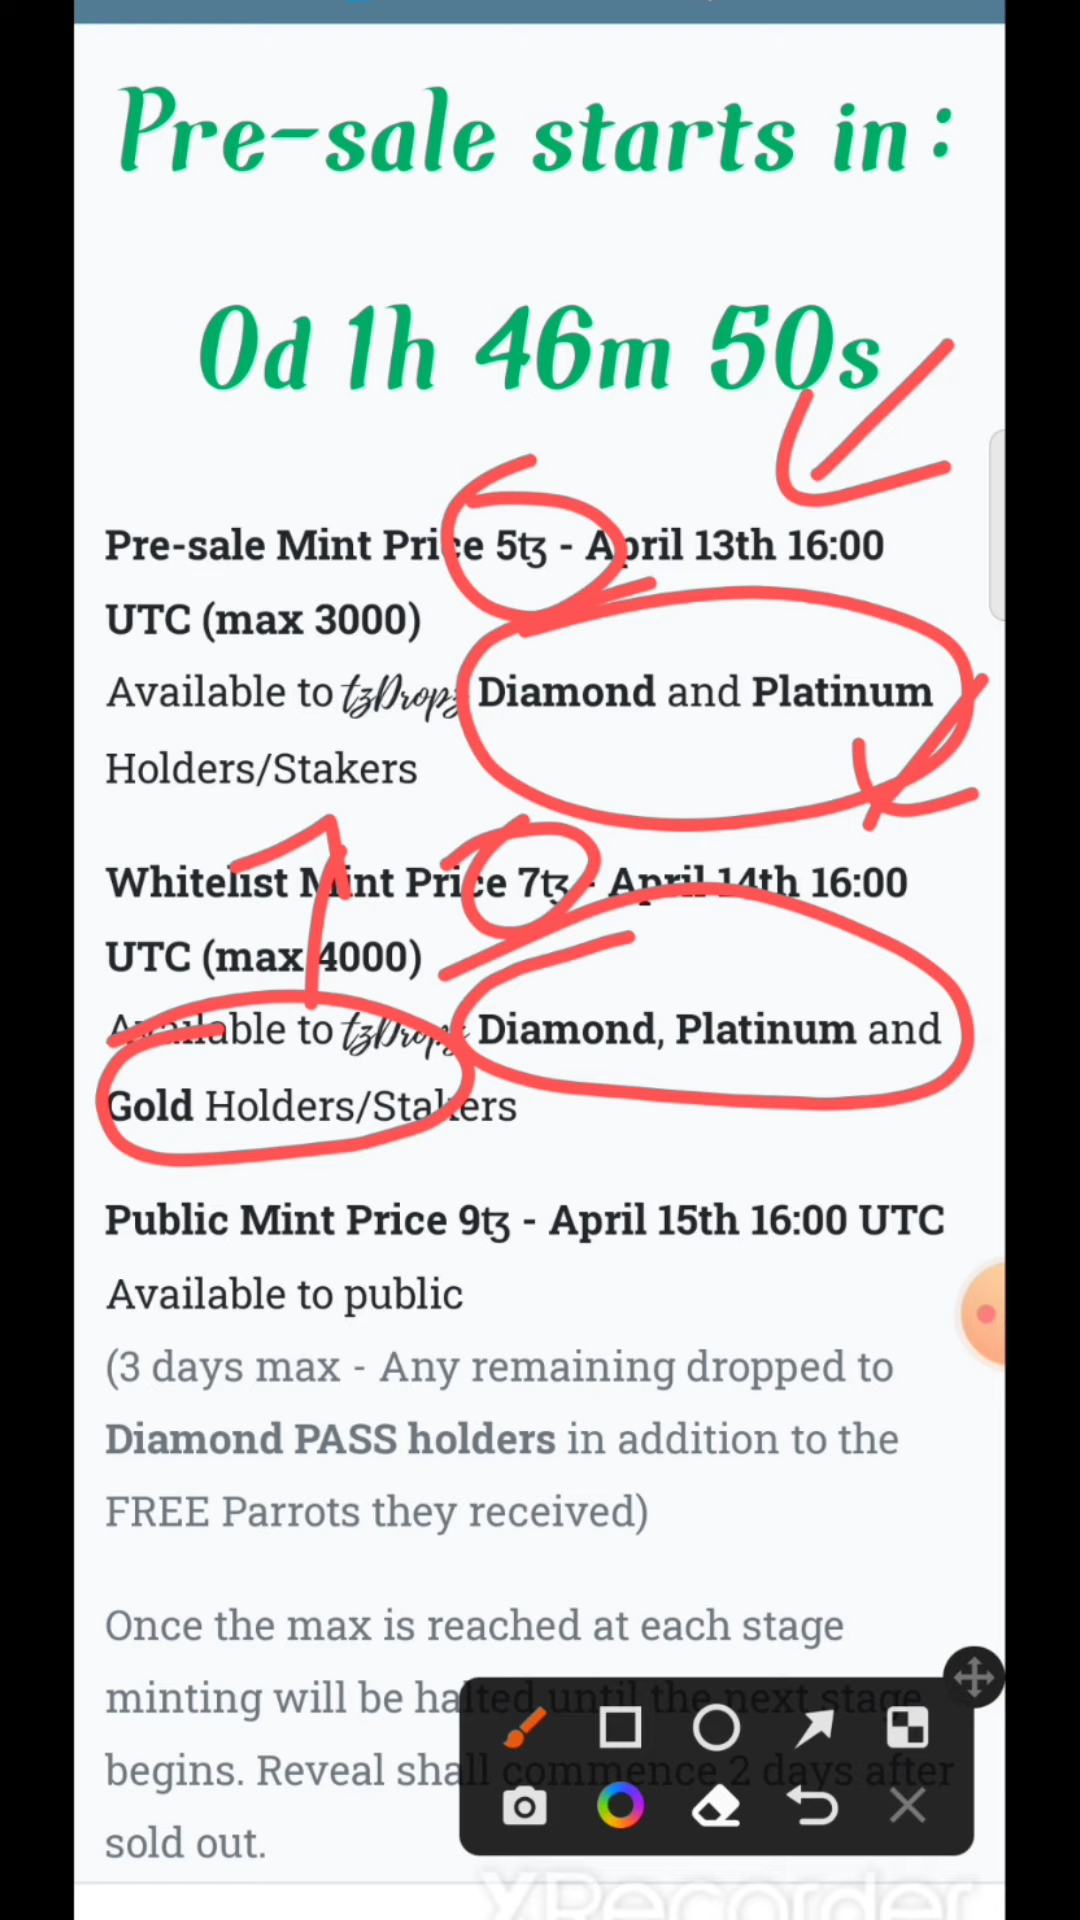 Pre-sale starts in:
0d 1h 46m 50s
Pre-sale Mint Price 5ꜩ - April 13th 16:00
UTC (max 3000)
Available to tzDropz Diamond and Platinum
Holders/Stakers
Whitelist Mint Price 7ꜩ - April 14th 16:00
UTC (max 4000)
Available to tzDropz Diamond, Platinum and
Gold Holders/Stakers
Public Mint Price 9ꜩ - April 15th 16:00 UTC
Available to public
(3 days max - Any remaining dropped to
Diamond PASS holders in addition to the
FREE Parrots they received)
Once the max is reached at each stage
minting will be halted until the next stage
begins. Reveal shall commence 2 days after
sold out.
XRecorder